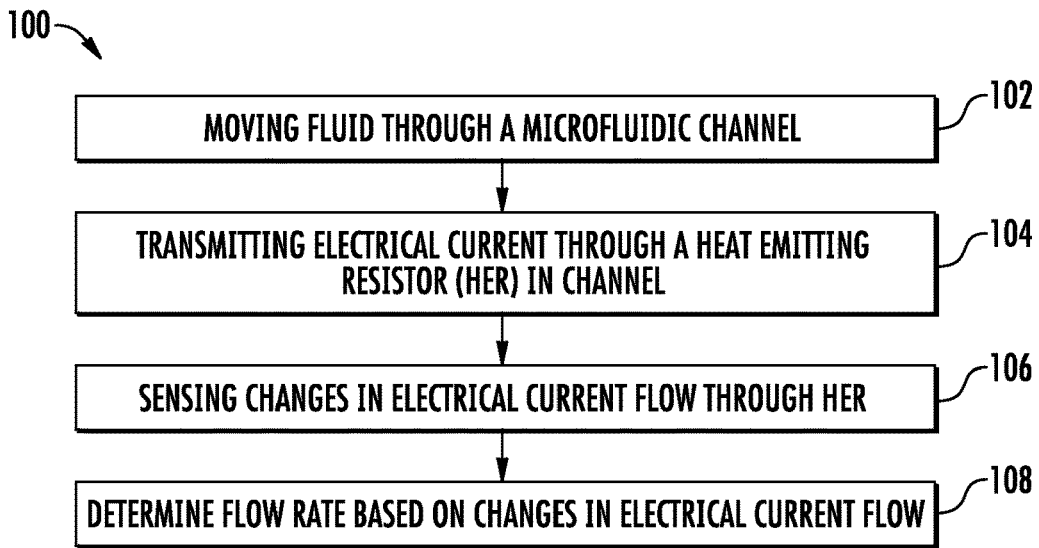 100
102
MOVING FLUID THROUGH A MICROFLUIDIC CHANNEL
104
TRANSMITTING ELECTRICAL CURRENT THROUGH A HEAT EMITTING
RESISTOR (HER) IN CHANNEL
106
SENSING CHANGES IN ELECTRICAL CURRENT FLOW THROUGH HER
108
DETERMINE FLOW RATE BASED ON CHANGES IN ELECTRICAL CURRENT FLOW